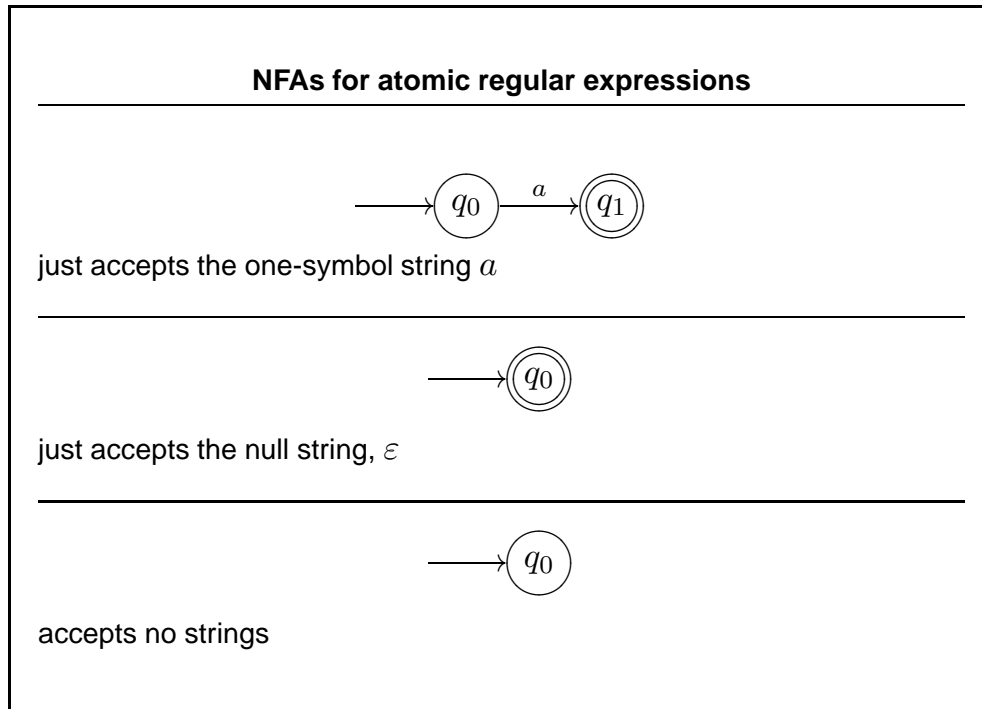 NFAs for atomic regular expressions
q0 a q1
just accepts the one-symbol string a
q0
just accepts the null string, ε
q0
accepts no strings